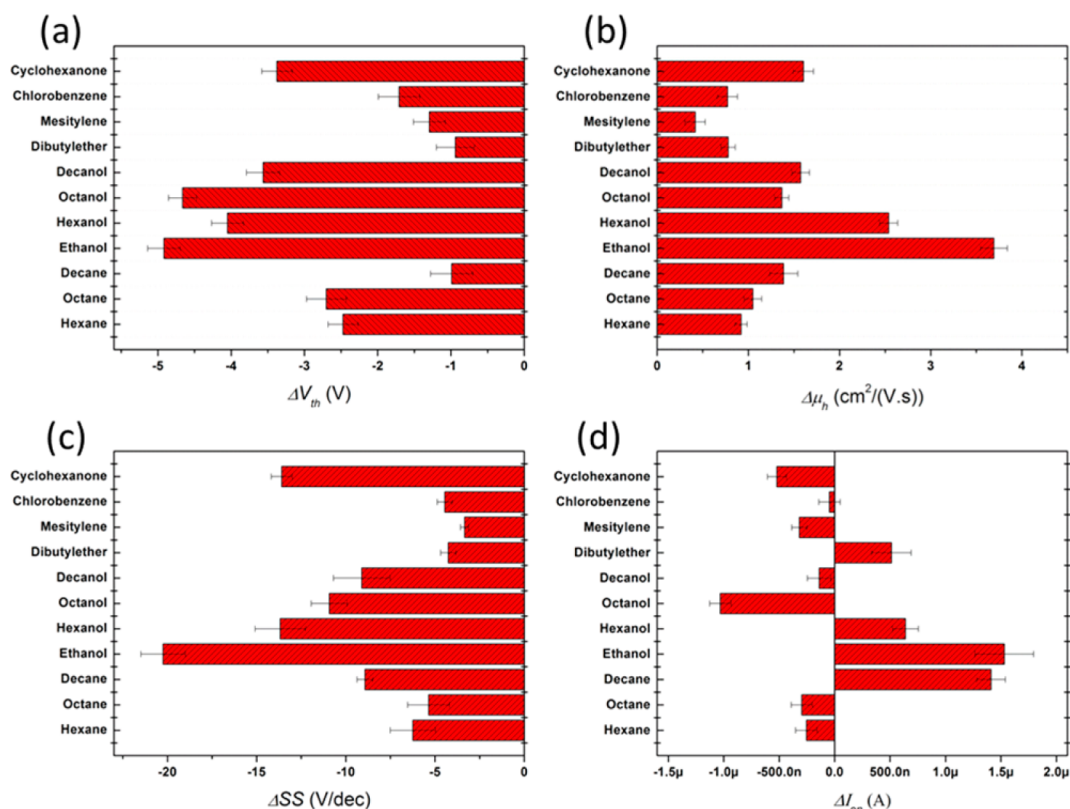 (a)
Cyclohexanone
Chlorobenzene
Mesitylene
Dibutylether
Decanol
Octanol
Hexanol
Ethanol
Decane
Octane
Hexane
-5 -4 -3 -2 -1 0
ΔVth (V)
(b)
Cyclohexanone
Chlorobenzene
Mesitylene
Dibutylether
Decanol
Octanol
Hexanol
Ethanol
Decane
Octane
Hexane
0 1 2 3 4
Δμh (cm2/(V.s))
(c)
Cyclohexanone
Chlorobenzene
Mesitylene
Dibutylether
Decanol
Octanol
Hexanol
Ethanol
Decane
Octane
Hexane
-20 -15 -10 -5 0
ΔSS (V/dec)
(d)
Cyclohexanone
Chlorobenzene
Mesitylene
Dibutylether
Decanol
Octanol
Hexanol
Ethanol
Decane
Octane
Hexane
-1.5μ -1.0μ -500.0n 0.0 500.0n 1.0μ 1.5μ 2.0μ
ΔIon (A)